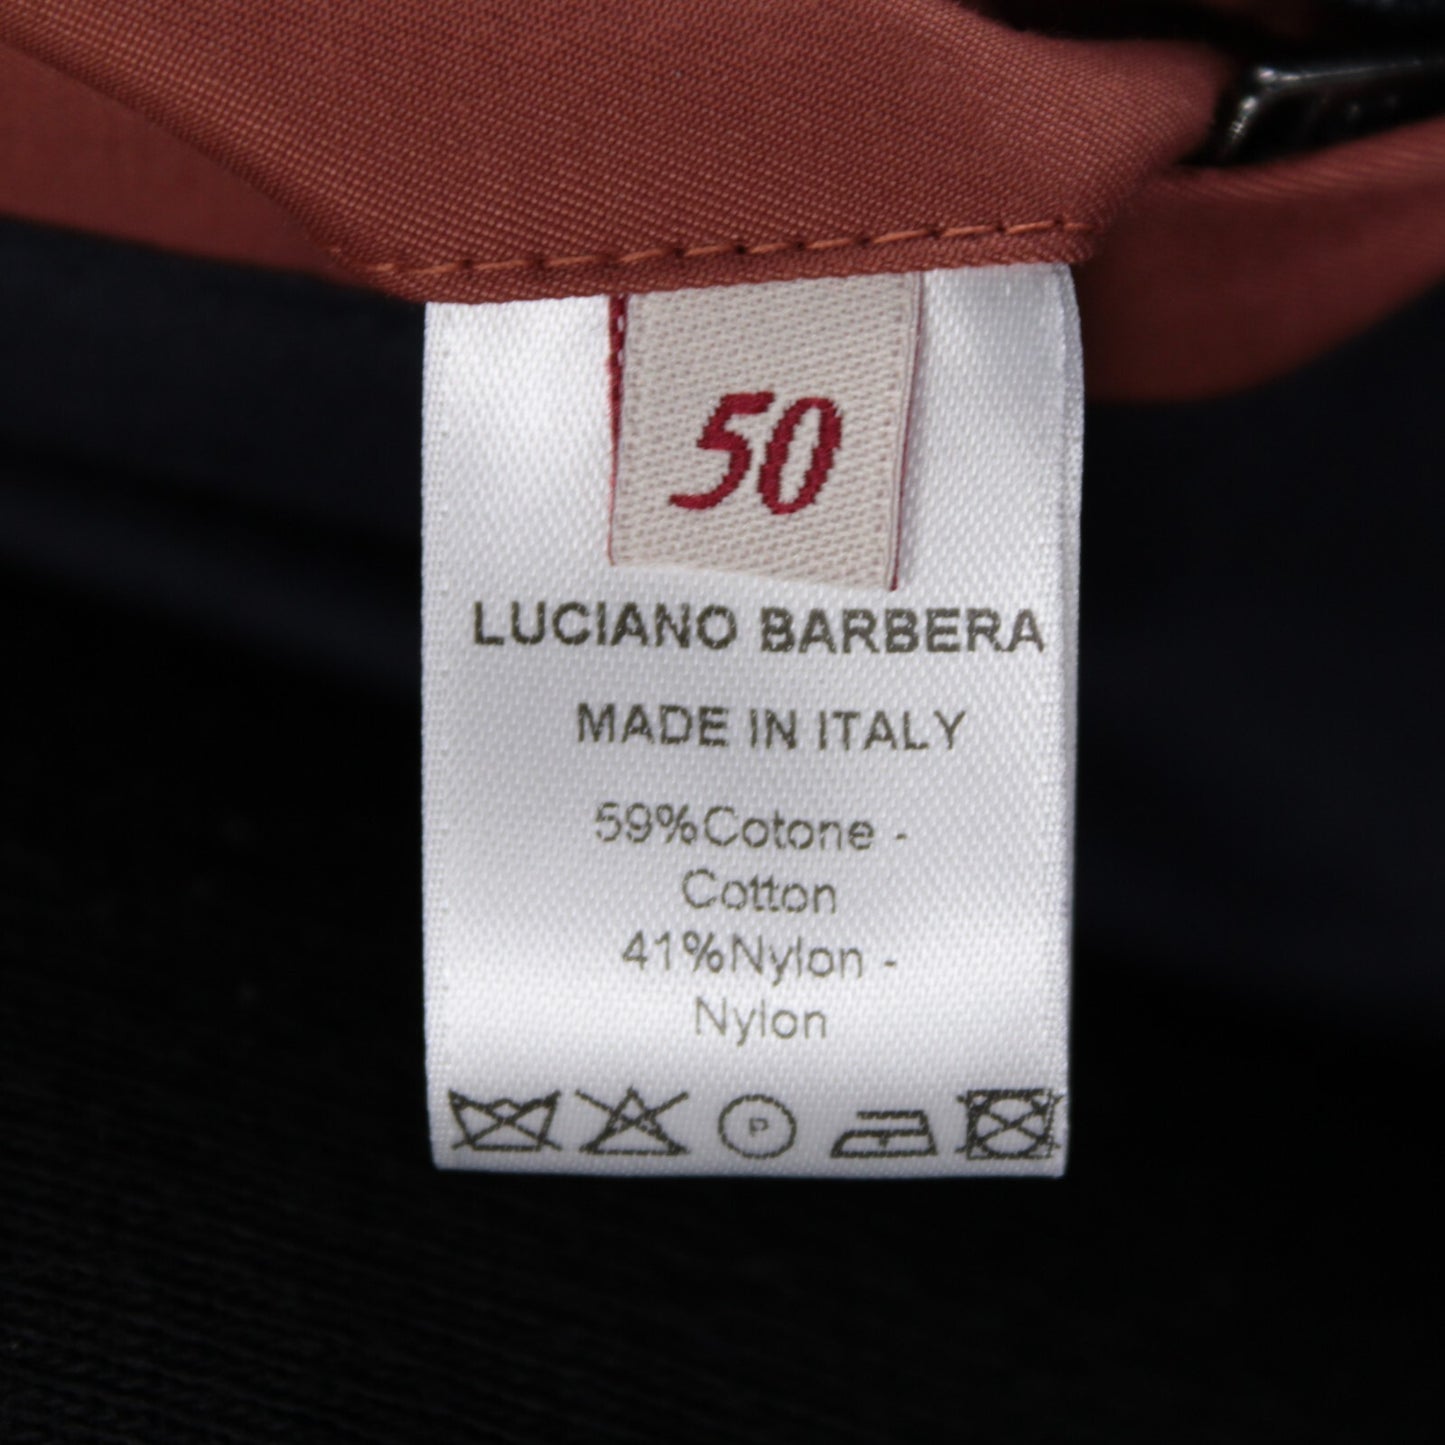 50
LUCIANO BARBERA
MADE IN ITALY
59%Cotone -
Cotton
41%Nylon -
Nylon
P